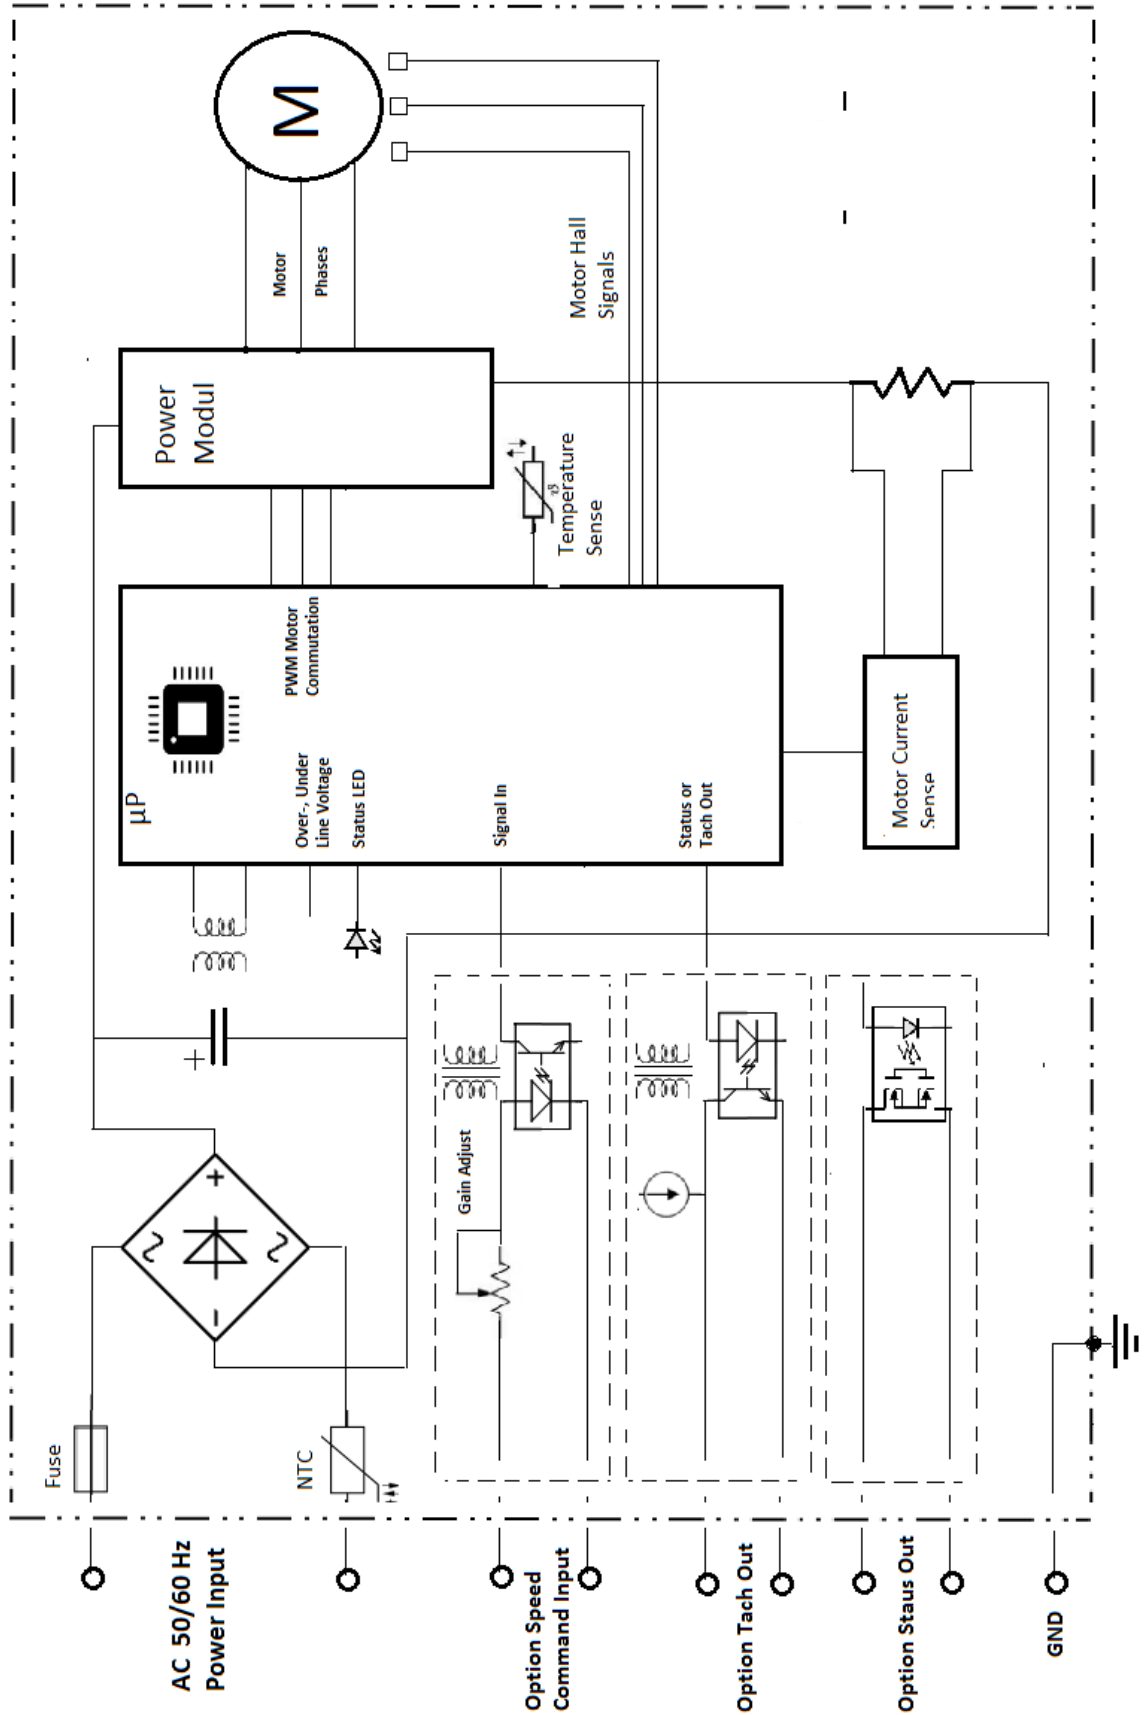 Fuse
NTC
AC 50/60 Hz
Power Input
+
~
~
-
+
µP
Over-, Under
Line Voltage
Status LED
PWM Motor
Commutation
Signal In
Status or
Tach Out
Power
Modul
Motor
Phases
M
Motor Hall
Signals
Temperature
Sense
ϑ
Motor Current
Sense
Gain Adjust
Option Speed
Command Input
Option Tach Out
Option Staus Out
GND